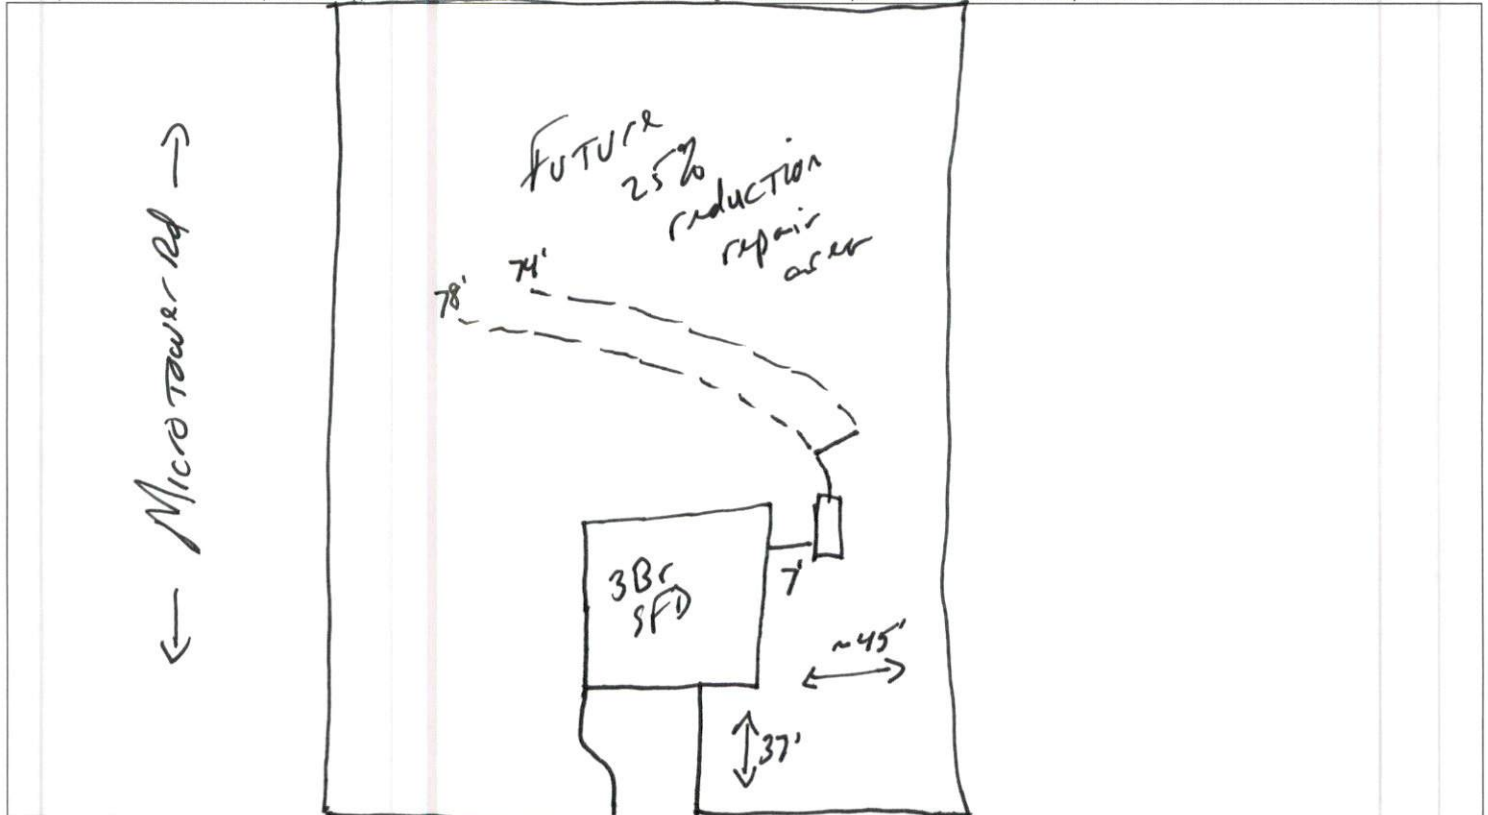 Future
25%
reduction
repair
area
74'
78'
← MicroTower Rd →
3Br
SFD
7'
~45'
37'